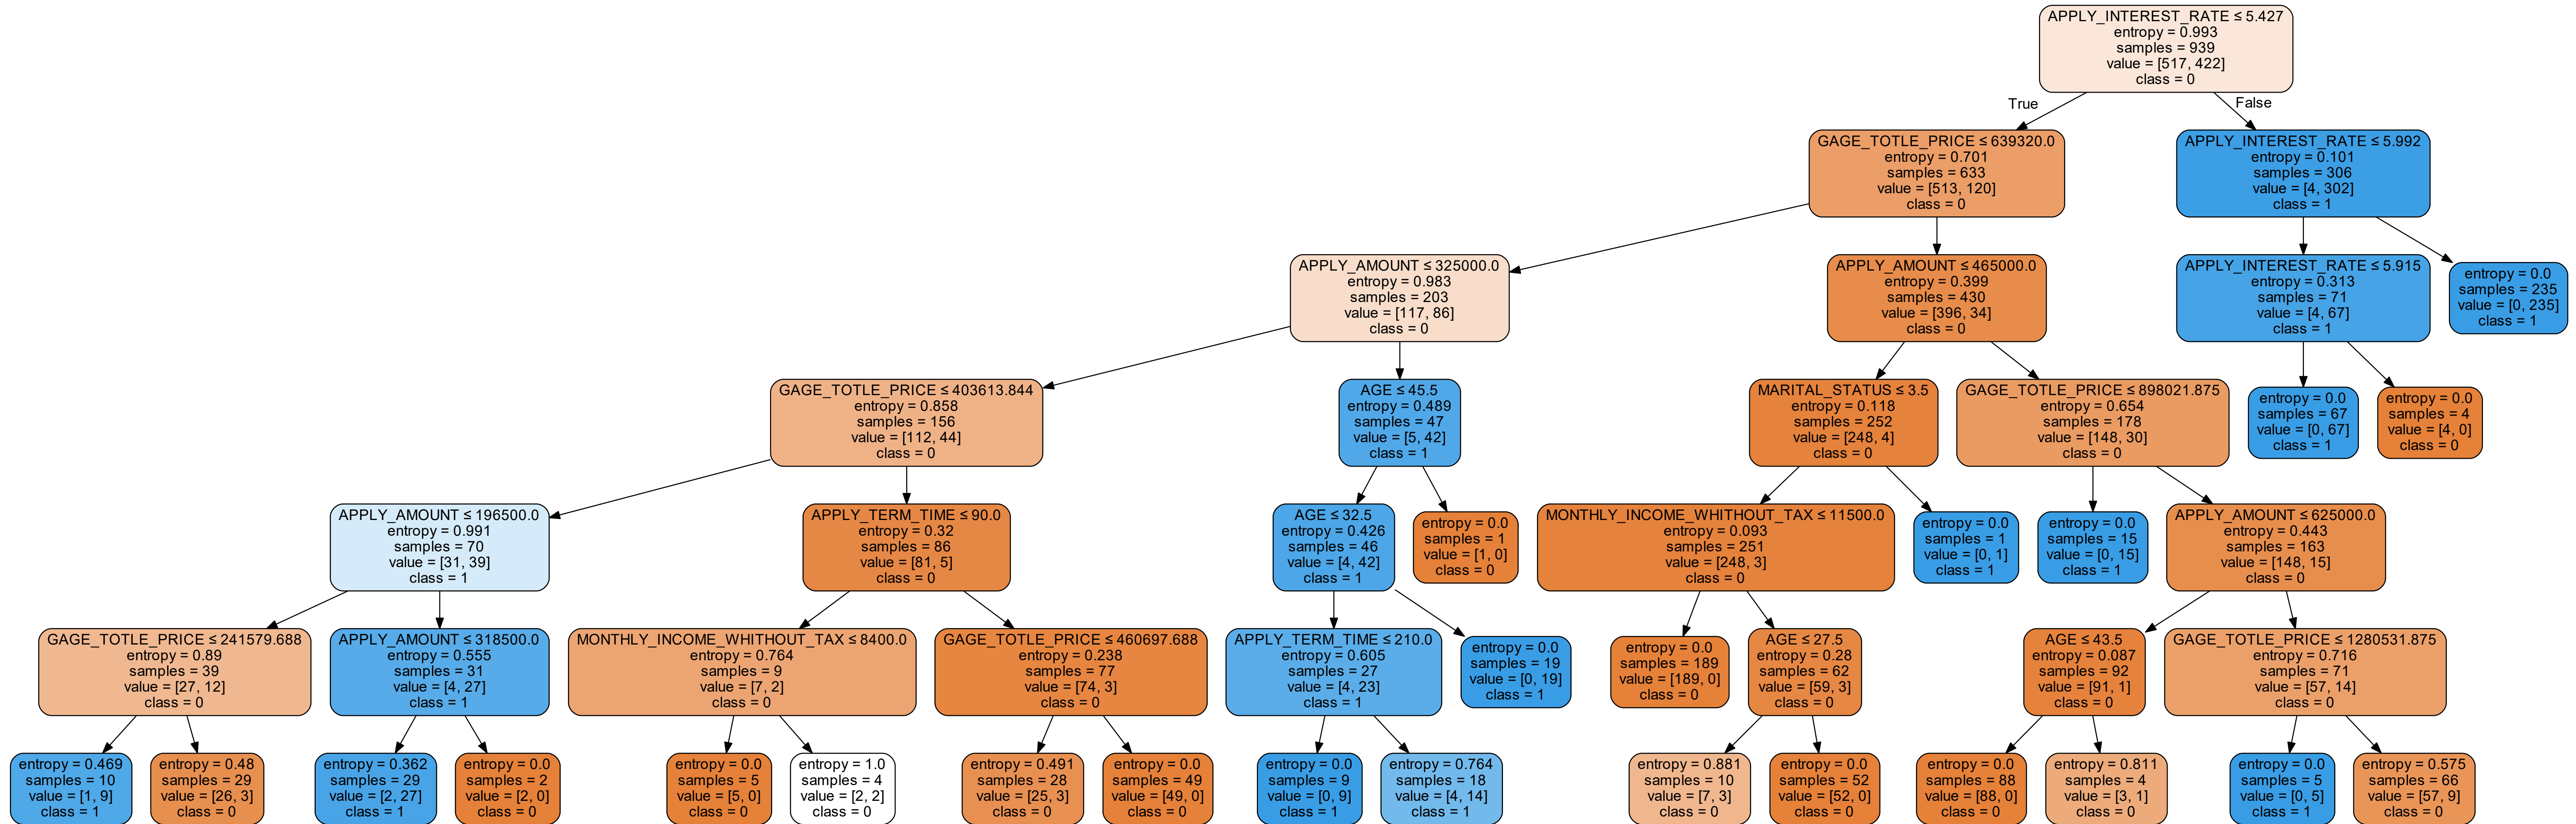 APPLY_INTEREST_RATE ≤ 5.427
entropy = 0.993
samples = 939
value = [517, 422]
class = 0
True
False
GAGE_TOTLE_PRICE ≤ 639320.0
entropy = 0.701
samples = 633
value = [513, 120]
class = 0
APPLY_INTEREST_RATE ≤ 5.992
entropy = 0.101
samples = 306
value = [4, 302]
class = 1
APPLY_AMOUNT ≤ 325000.0
entropy = 0.983
samples = 203
value = [117, 86]
class = 0
APPLY_AMOUNT ≤ 465000.0
entropy = 0.399
samples = 430
value = [396, 34]
class = 0
APPLY_INTEREST_RATE ≤ 5.915
entropy = 0.313
samples = 71
value = [4, 67]
class = 1
entropy = 0.0
samples = 235
value = [0, 235]
class = 1
GAGE_TOTLE_PRICE ≤ 403613.844
entropy = 0.858
samples = 156
value = [112, 44]
class = 0
AGE ≤ 45.5
entropy = 0.489
samples = 47
value = [5, 42]
class = 1
MARITAL_STATUS ≤ 3.5
entropy = 0.118
samples = 252
value = [248, 4]
class = 0
GAGE_TOTLE_PRICE ≤ 898021.875
entropy = 0.654
samples = 178
value = [148, 30]
class = 0
entropy = 0.0
samples = 67
value = [0, 67]
class = 1
entropy = 0.0
samples = 4
value = [4, 0]
class = 0
APPLY_AMOUNT ≤ 196500.0
entropy = 0.991
samples = 70
value = [31, 39]
class = 1
APPLY_TERM_TIME ≤ 90.0
entropy = 0.32
samples = 86
value = [81, 5]
class = 0
AGE ≤ 32.5
entropy = 0.426
samples = 46
value = [4, 42]
class = 1
entropy = 0.0
samples = 1
value = [1, 0]
class = 0
MONTHLY_INCOME_WHITHOUT_TAX ≤ 11500.0
entropy = 0.093
samples = 251
value = [248, 3]
class = 0
entropy = 0.0
samples = 1
value = [0, 1]
class = 1
entropy = 0.0
samples = 15
value = [0, 15]
class = 1
APPLY_AMOUNT ≤ 625000.0
entropy = 0.443
samples = 163
value = [148, 15]
class = 0
GAGE_TOTLE_PRICE ≤ 241579.688
entropy = 0.89
samples = 39
value = [27, 12]
class = 0
APPLY_AMOUNT ≤ 318500.0
entropy = 0.555
samples = 31
value = [4, 27]
class = 1
MONTHLY_INCOME_WHITHOUT_TAX ≤ 8400.0
entropy = 0.764
samples = 9
value = [7, 2]
class = 0
GAGE_TOTLE_PRICE ≤ 460697.688
entropy = 0.238
samples = 77
value = [74, 3]
class = 0
APPLY_TERM_TIME ≤ 210.0
entropy = 0.605
samples = 27
value = [4, 23]
class = 1
entropy = 0.0
samples = 19
value = [0, 19]
class = 1
entropy = 0.0
samples = 189
value = [189, 0]
class = 0
AGE ≤ 27.5
entropy = 0.28
samples = 62
value = [59, 3]
class = 0
AGE ≤ 43.5
entropy = 0.087
samples = 92
value = [91, 1]
class = 0
GAGE_TOTLE_PRICE ≤ 1280531.875
entropy = 0.716
samples = 71
value = [57, 14]
class = 0
entropy = 0.469
samples = 10
value = [1, 9]
class = 1
entropy = 0.48
samples = 29
value = [26, 3]
class = 0
entropy = 0.362
samples = 29
value = [2, 27]
class = 1
entropy = 0.0
samples = 2
value = [2, 0]
class = 0
entropy = 0.0
samples = 5
value = [5, 0]
class = 0
entropy = 1.0
samples = 4
value = [2, 2]
class = 0
entropy = 0.491
samples = 28
value = [25, 3]
class = 0
entropy = 0.0
samples = 49
value = [49, 0]
class = 0
entropy = 0.0
samples = 9
value = [0, 9]
class = 1
entropy = 0.764
samples = 18
value = [4, 14]
class = 1
entropy = 0.881
samples = 10
value = [7, 3]
class = 0
entropy = 0.0
samples = 52
value = [52, 0]
class = 0
entropy = 0.0
samples = 88
value = [88, 0]
class = 0
entropy = 0.811
samples = 4
value = [3, 1]
class = 0
entropy = 0.0
samples = 5
value = [0, 5]
class = 1
entropy = 0.575
samples = 66
value = [57, 9]
class = 0